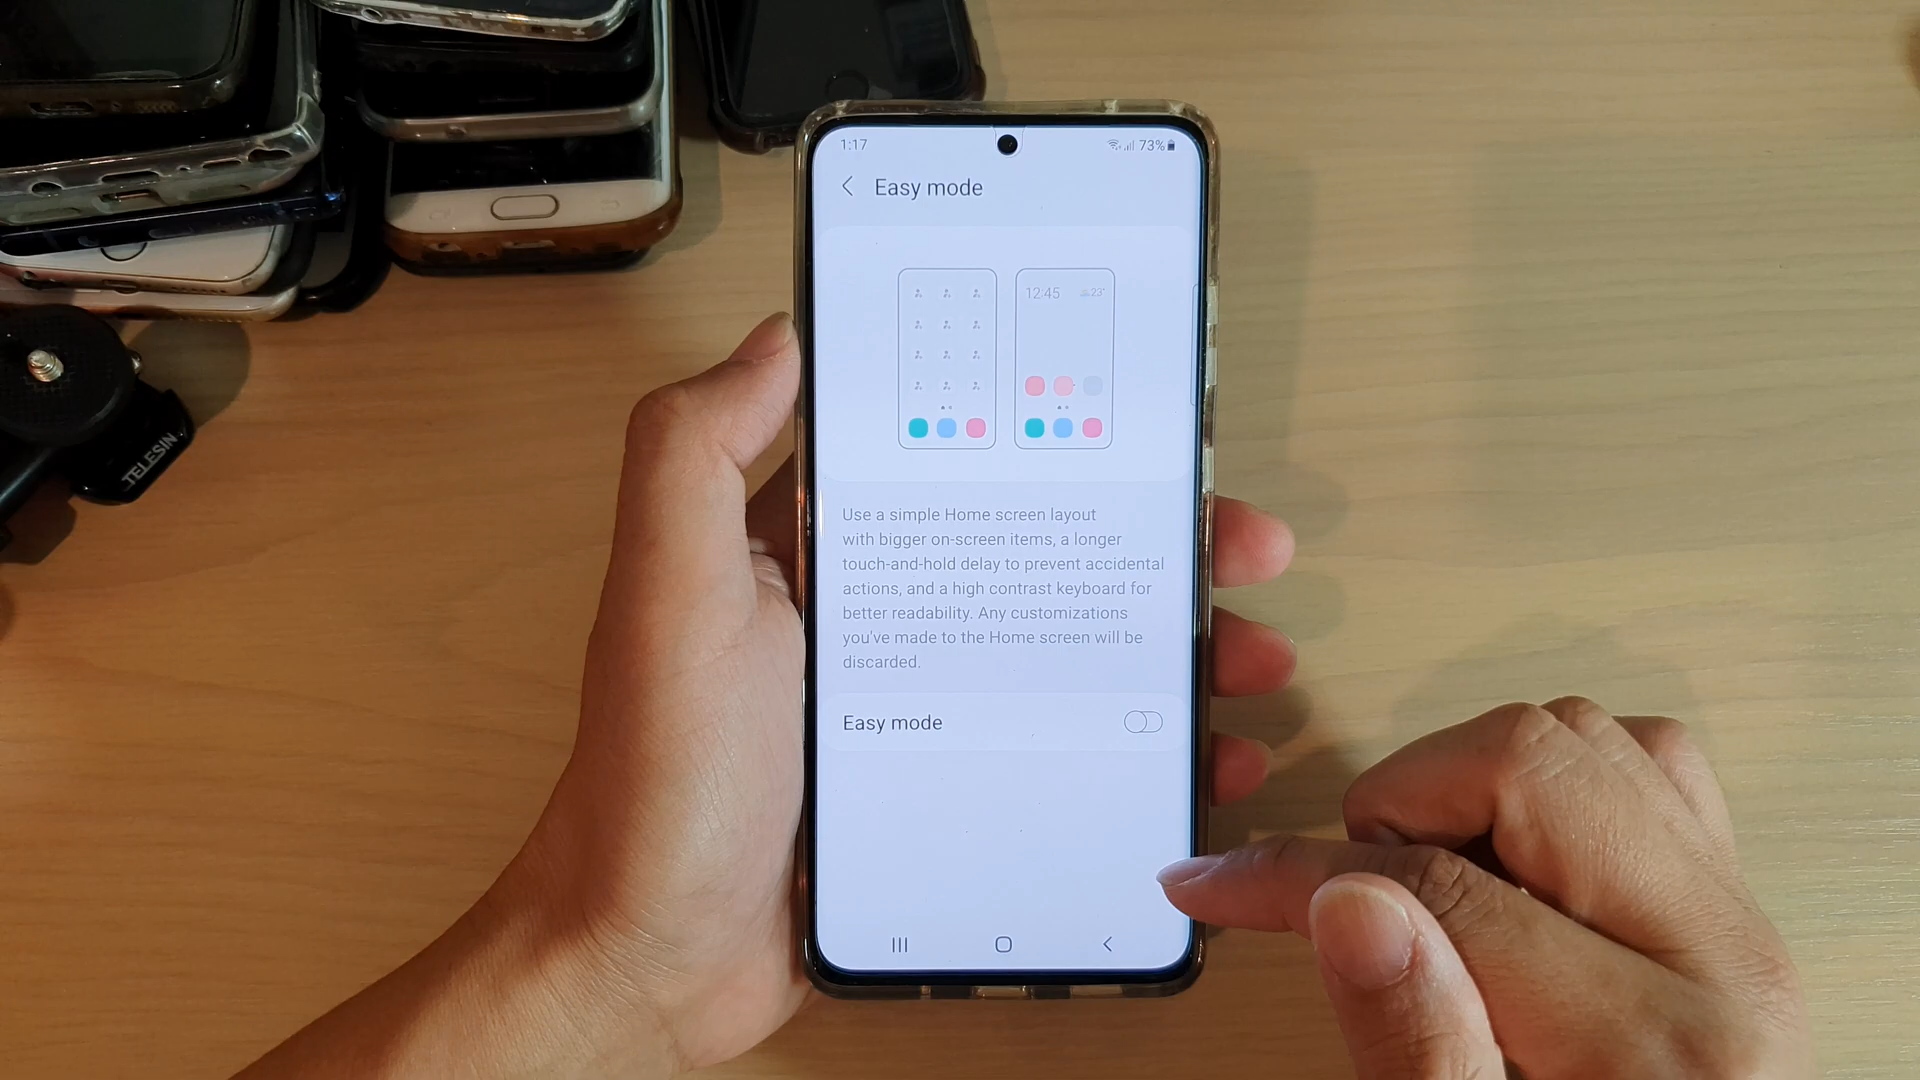 1:17
73%
Easy mode
12:45
23°
Use a simple Home screen layout
with bigger on-screen items, a longer
touch-and-hold delay to prevent accidental
actions, and a high contrast keyboard for
better readability. Any customizations
you've made to the Home screen will be
discarded.
Easy mode
TELESIN